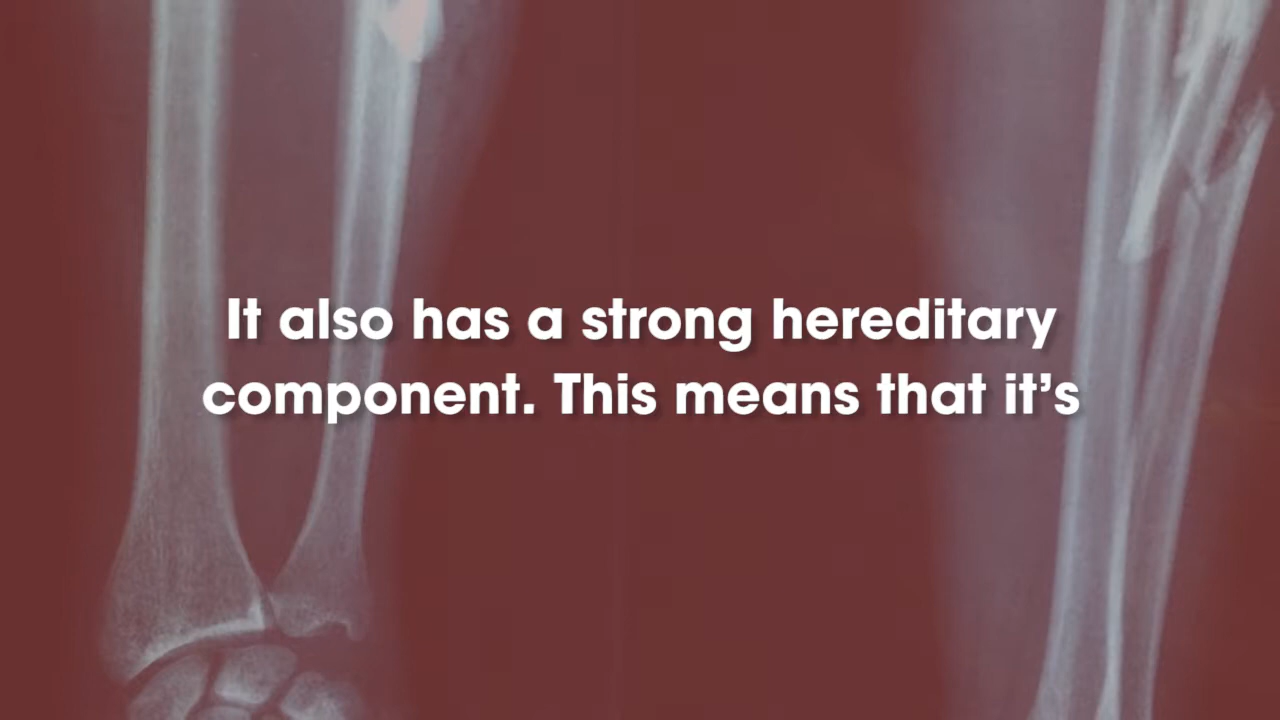 It also has a strong hereditary
component. This means that it’s